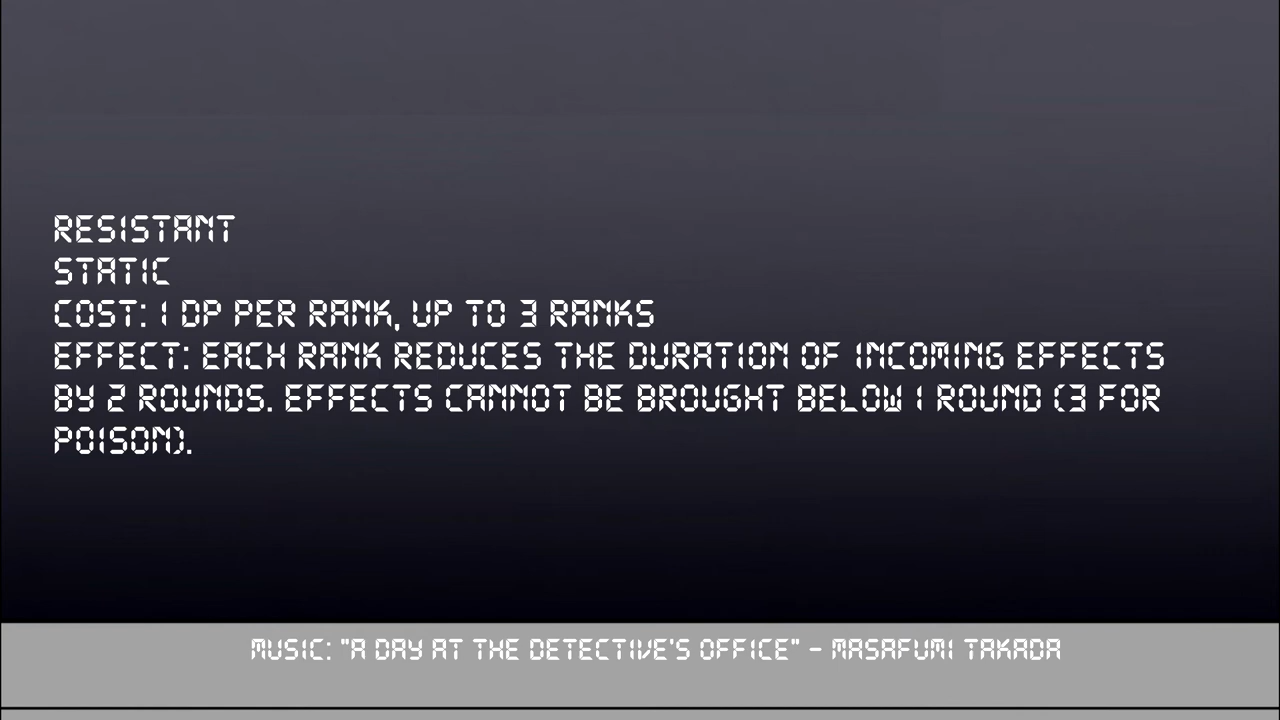 RESISTANT
STATIC
COST: 1 DP PER RANK, UP TO 3 RANKS
EFFECT: EACH RANK REDUCES THE DURATION OF INCOMING EFFECTS
BY 2 ROUNDS. EFFECTS CANNOT BE BROUGHT BELOW 1 ROUND (3 FOR
POISON).
MUSIC: "A DAY AT THE DETECTIVE'S OFFICE" - MASAFUMI TAKADA